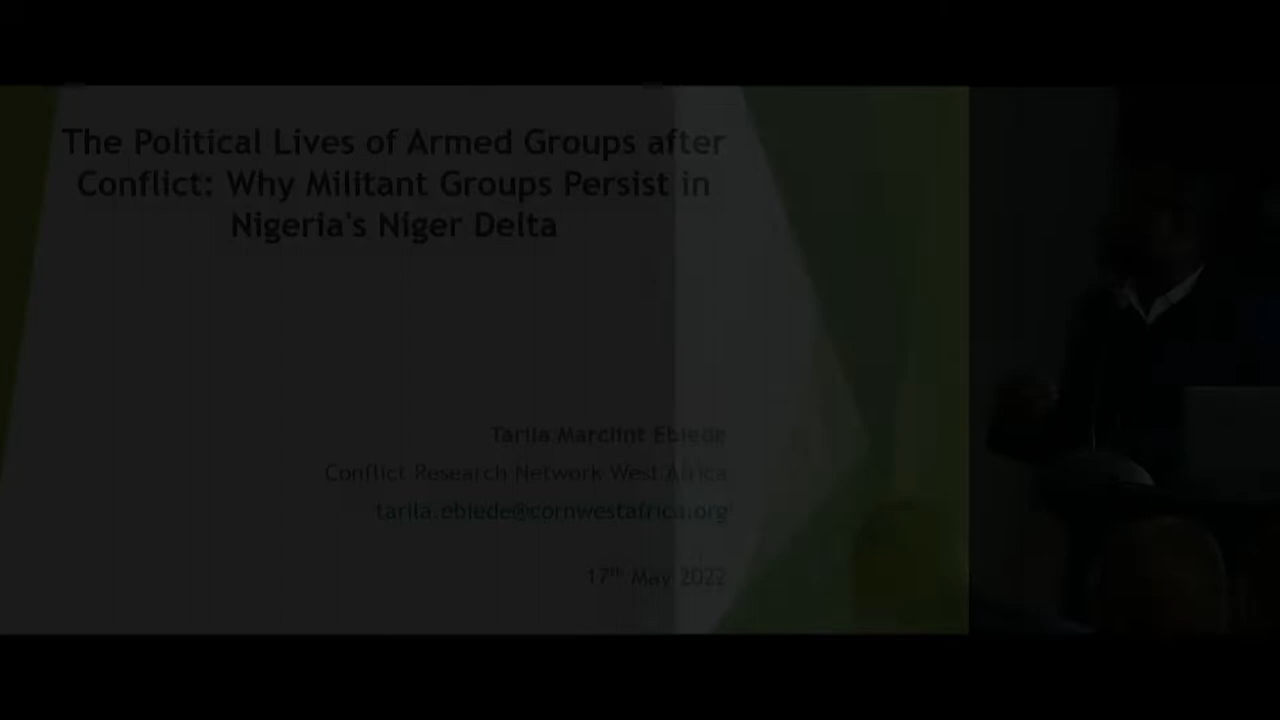 The Political Lives of Armed Groups after
Conflict: Why Militant Groups Persist in
Nigeria's Niger Delta
Tarila Marclint Ebiede
Conflict Research Network West Africa
tarila.ebiede@cornwestafrica.org
17th May 2022